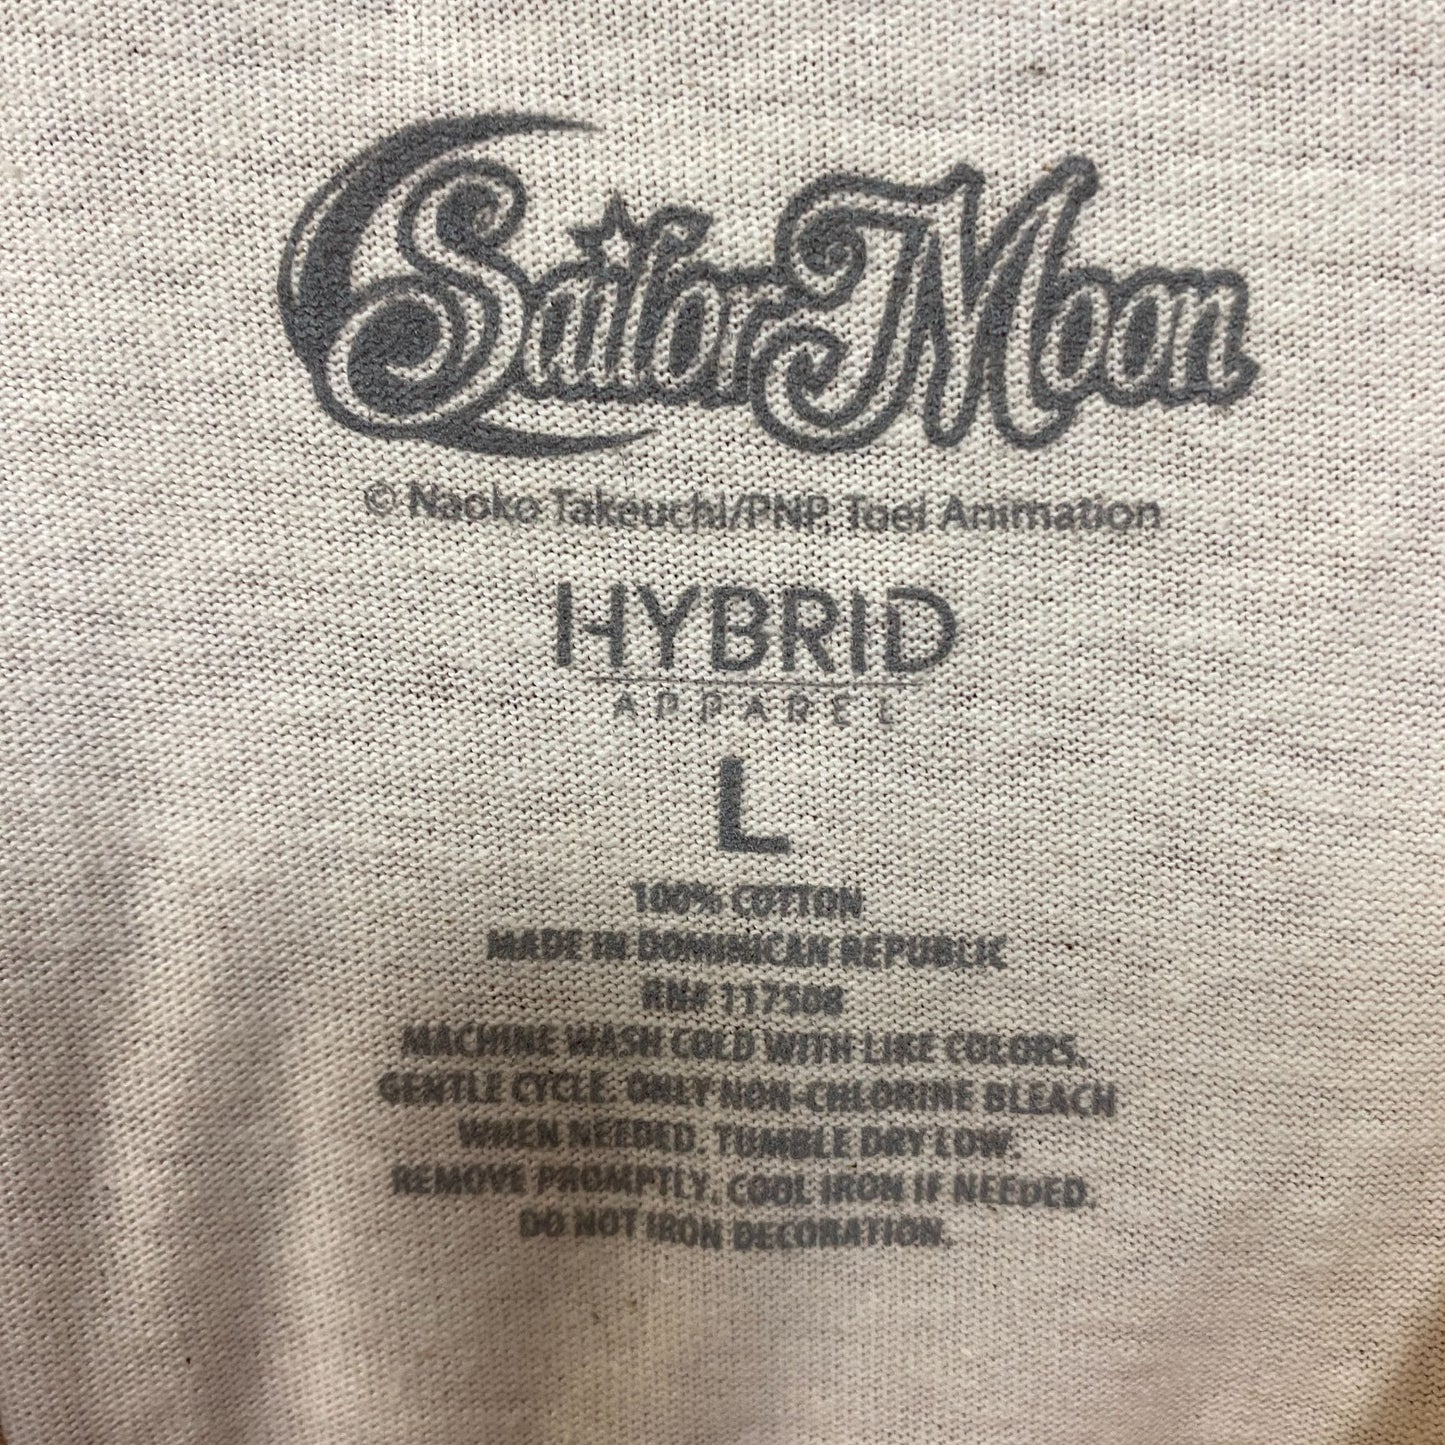 Sailor Moon
© Naoko Takeuchi/PNP, Toei Animation
HYBRID
APPAREL
L
100% COTTON
MADE IN DOMINICAN REPUBLIC
RN# 117508
MACHINE WASH COLD WITH LIKE COLORS.
GENTLE CYCLE. ONLY NON-CHLORINE BLEACH
WHEN NEEDED. TUMBLE DRY LOW.
REMOVE PROMPTLY. COOL IRON IF NEEDED.
DO NOT IRON DECORATION.